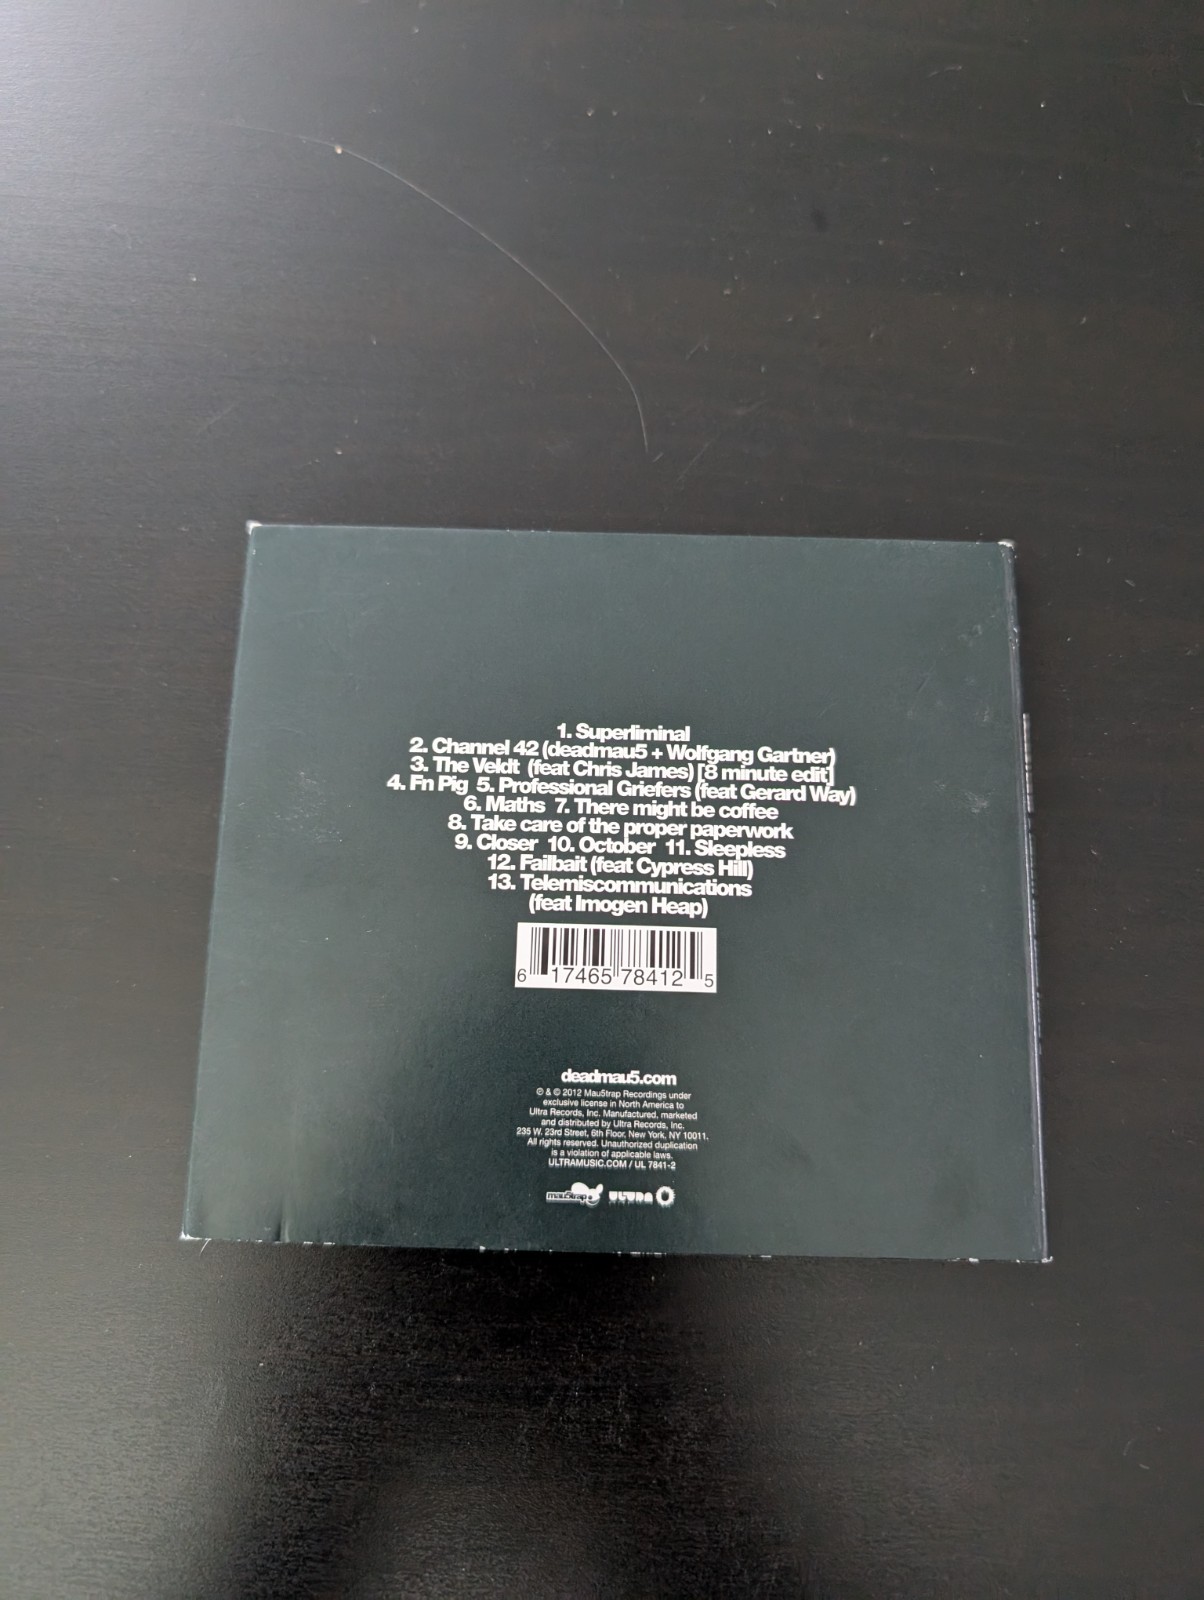 1. Superliminal
2. Channel 42 (deadmau5 + Wolfgang Gartner)
3. The Veldt (feat Chris James) [8 minute edit]
4. Fn Pig 5. Professional Griefers (feat Gerard Way)
6. Maths 7. There might be coffee
8. Take care of the proper paperwork
9. Closer 10. October 11. Sleepless
12. Failbait (feat Cypress Hill)
13. Telemiscommunications
(feat Imogen Heap)
6 17465 78412 5
deadmau5.com
℗ & © 2012 Mau5trap Recordings under
exclusive license in North America to
Ultra Records, Inc. Manufactured, marketed
and distributed by Ultra Records, Inc.
235 W. 23rd Street, 6th Floor, New York, NY 10011.
All rights reserved. Unauthorized duplication
is a violation of applicable laws.
ULTRAMUSIC.COM / UL 7841-2
mau5trap ULTRA